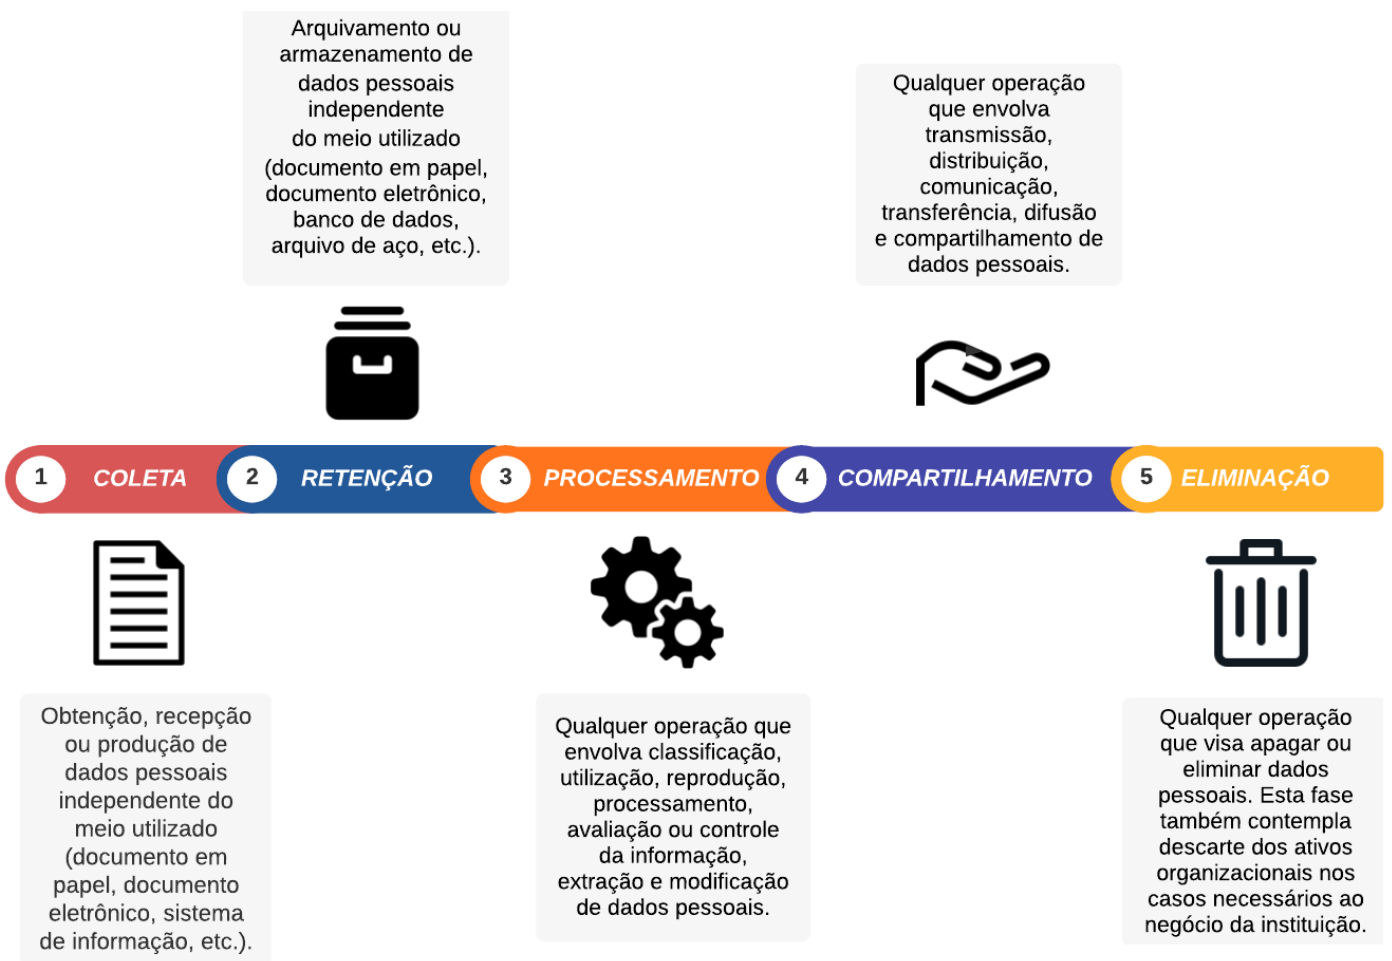 Arquivamento ou
armazenamento de
dados pessoais
independente
do meio utilizado
(documento em papel,
documento eletrônico,
banco de dados,
arquivo de aço, etc.).
Qualquer operação
que envolva
transmissão,
distribuição,
comunicação,
transferência, difusão
e compartilhamento de
dados pessoais.
1 COLETA
2 RETENÇÃO
3 PROCESSAMENTO
4 COMPARTILHAMENTO
5 ELIMINAÇÃO
Obtenção, recepção
ou produção de
dados pessoais
independente do
meio utilizado
(documento em
papel, documento
eletrônico, sistema
de informação, etc.).
Qualquer operação que
envolva classificação,
utilização, reprodução,
processamento,
avaliação ou controle
da informação,
extração e modificação
de dados pessoais.
Qualquer operação
que visa apagar ou
eliminar dados
pessoais. Esta fase
também contempla
descarte dos ativos
organizacionais nos
casos necessários ao
negócio da instituição.